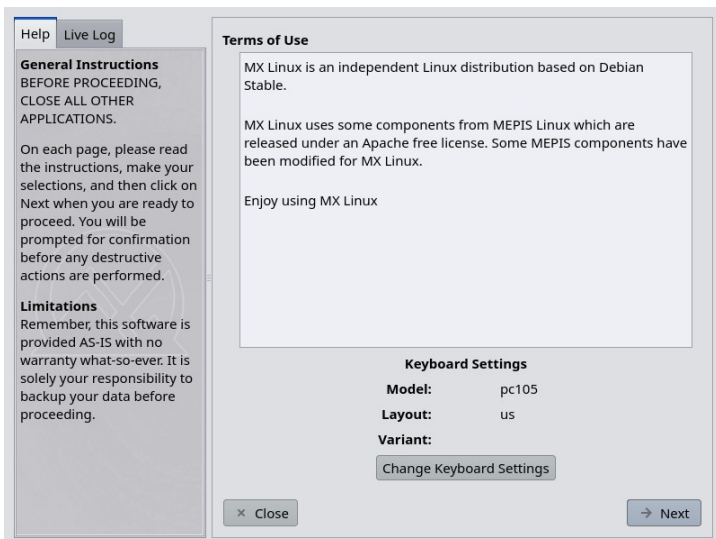 Help
Live Log
General Instructions
BEFORE PROCEEDING,
CLOSE ALL OTHER
APPLICATIONS.
On each page, please read
the instructions, make your
selections, and then click on
Next when you are ready to
proceed. You will be
prompted for confirmation
before any destructive
actions are performed.
Limitations
Remember, this software is
provided AS-IS with no
warranty what-so-ever. It is
solely your responsibility to
backup your data before
proceeding.
Terms of Use
MX Linux is an independent Linux distribution based on Debian
Stable.
MX Linux uses some components from MEPIS Linux which are
released under an Apache free license. Some MEPIS components have
been modified for MX Linux.
Enjoy using MX Linux
Keyboard Settings
Model: pc105
Layout: us
Variant:
Change Keyboard Settings
Close
Next